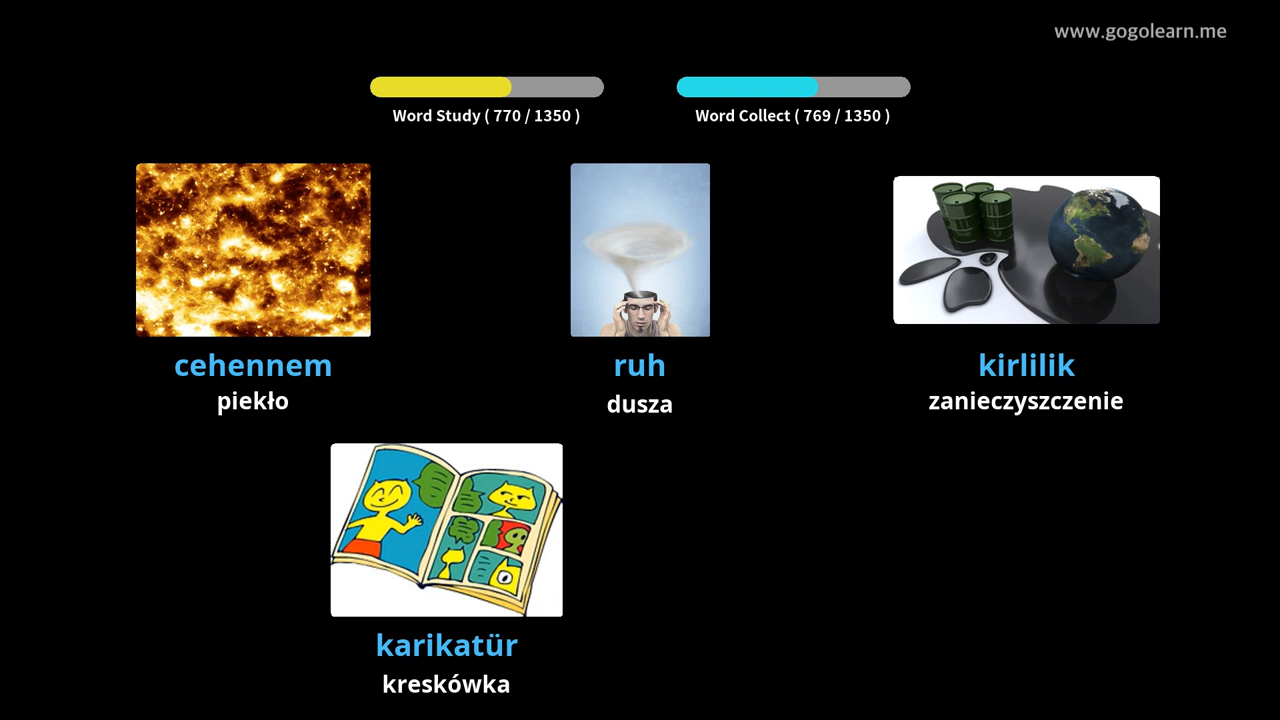 www.gogolearn.me
Word Study ( 770 / 1350 )
Word Collect ( 769 / 1350 )
cehennem
piekło
ruh
dusza
kirlilik
zanieczyszczenie
karikatür
kreskówka